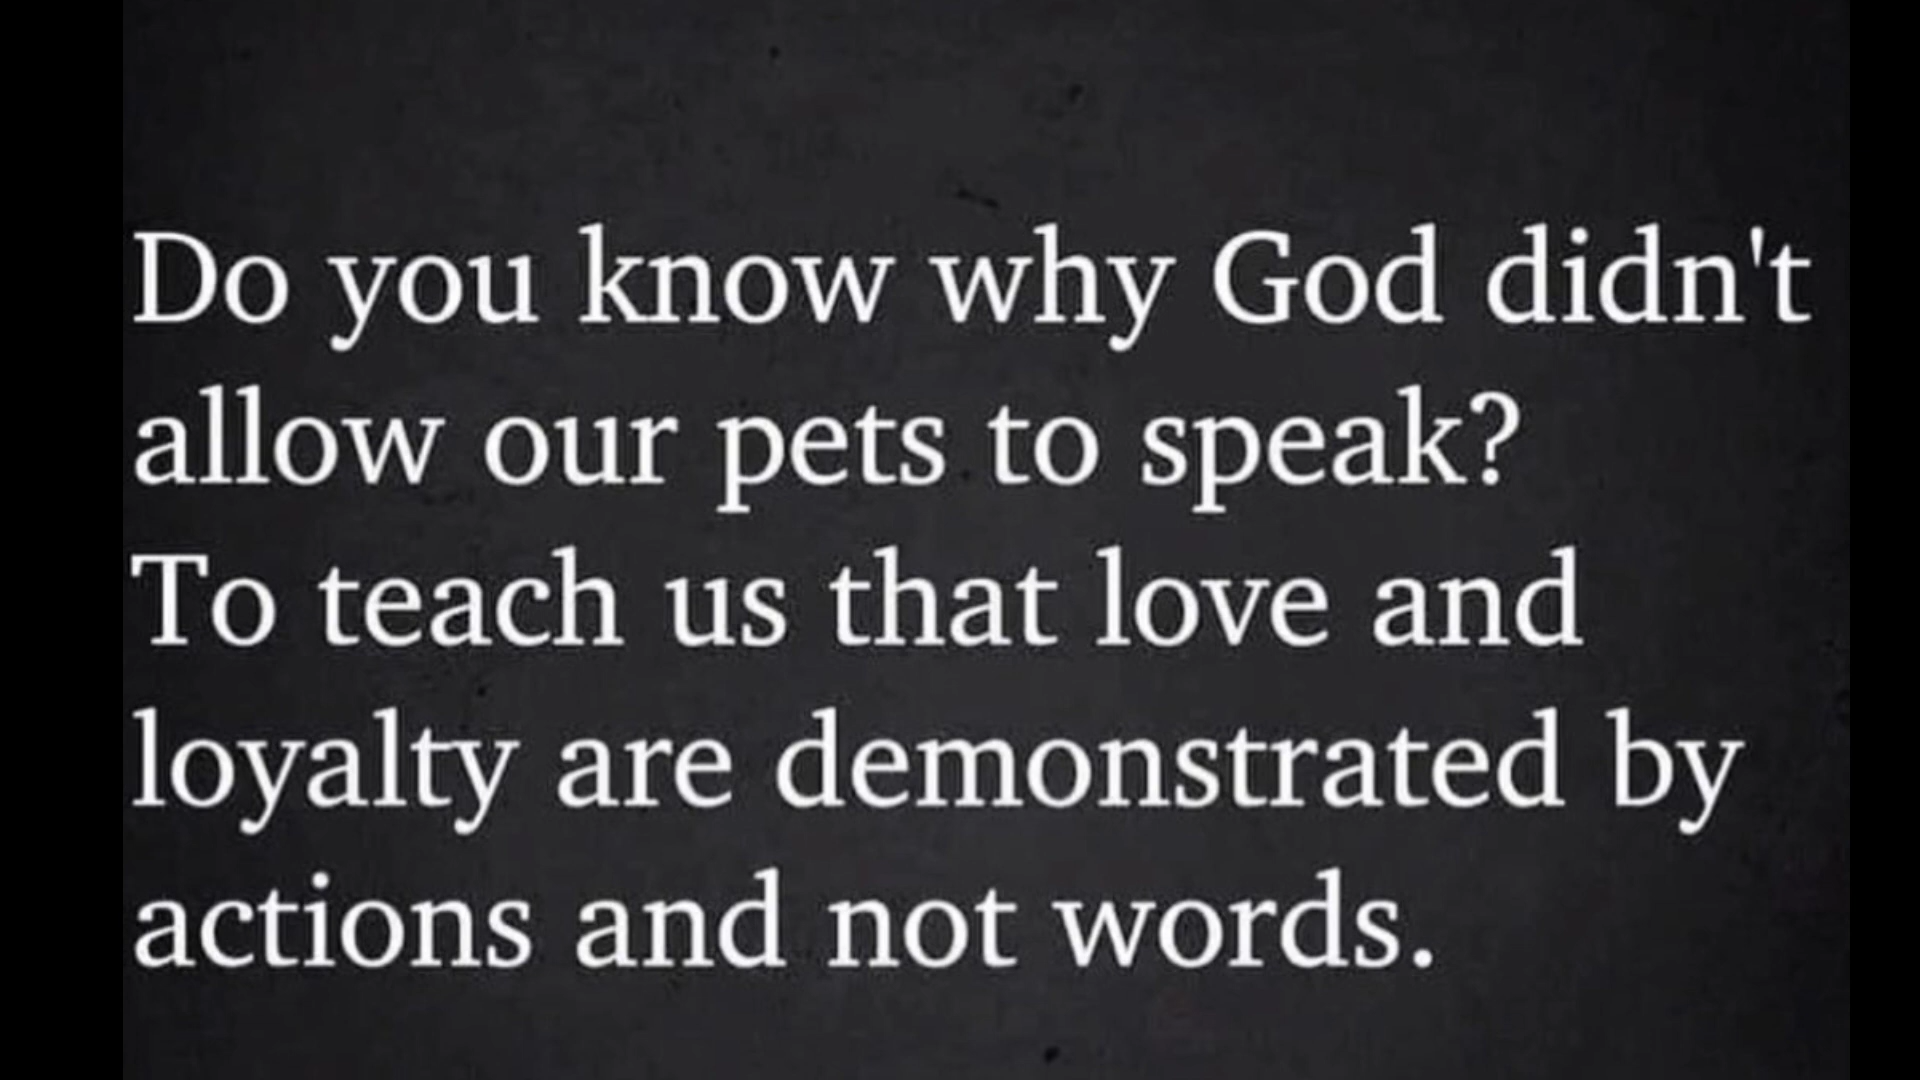 Do you know why God didn't
allow our pets to speak?
To teach us that love and
loyalty are demonstrated by
actions and not words.